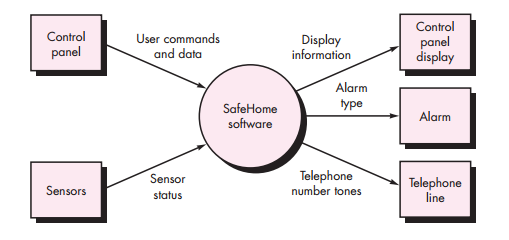 Control
panel
User commands
and data
Display
information
Control
panel
display
SafeHome
software
Alarm
type
Alarm
Sensors
Sensor
status
Telephone
number tones
Telephone
line